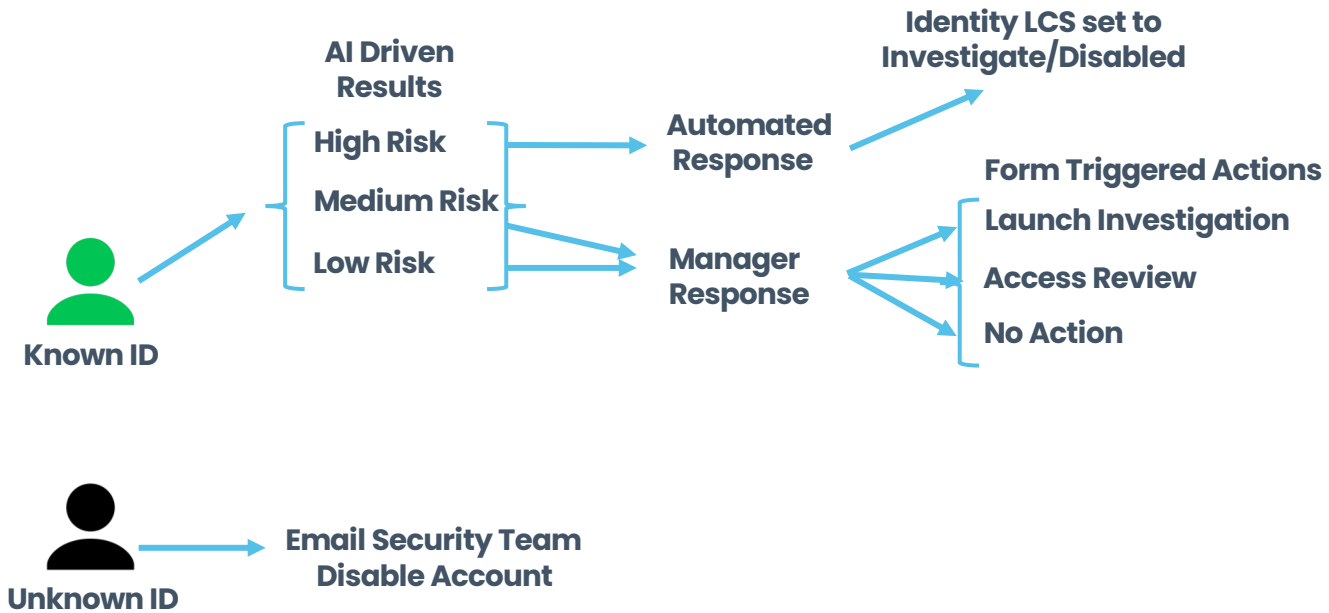 AI Driven
Results
High Risk
Medium Risk
Low Risk
Known ID
Automated
Response
Manager
Response
Identity LCS set to
Investigate/Disabled
Form Triggered Actions
Launch Investigation
Access Review
No Action
Unknown ID
Email Security Team
Disable Account